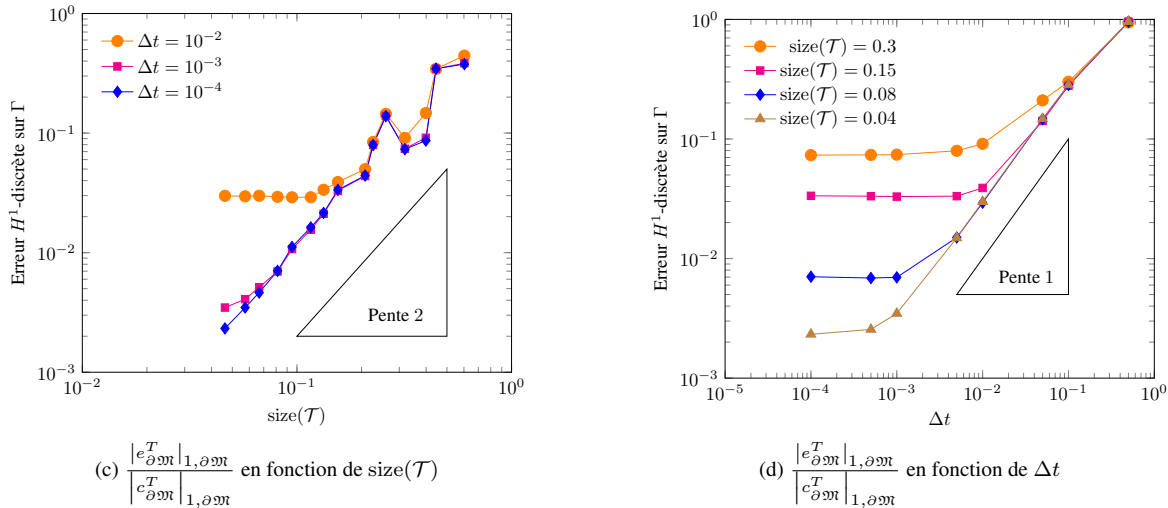 10^0
10^{-1}
10^{-2}
10^{-3}
Erreur H^1-discrète sur Γ
Δt = 10^{-2}
Δt = 10^{-3}
Δt = 10^{-4}
Pente 2
10^{-2} 10^{-1} 10^0
size(𝒯)
(c) |e^T_{∂𝔐}|_{1,∂𝔐} / |c^T_{∂𝔐}|_{1,∂𝔐} en fonction de size(𝒯)
10^0
10^{-1}
10^{-2}
10^{-3}
Erreur H^1-discrète sur Γ
size(𝒯) = 0.3
size(𝒯) = 0.15
size(𝒯) = 0.08
size(𝒯) = 0.04
Pente 1
10^{-5} 10^{-4} 10^{-3} 10^{-2} 10^{-1} 10^0
Δt
(d) |e^T_{∂𝔐}|_{1,∂𝔐} / |c^T_{∂𝔐}|_{1,∂𝔐} en fonction de Δt